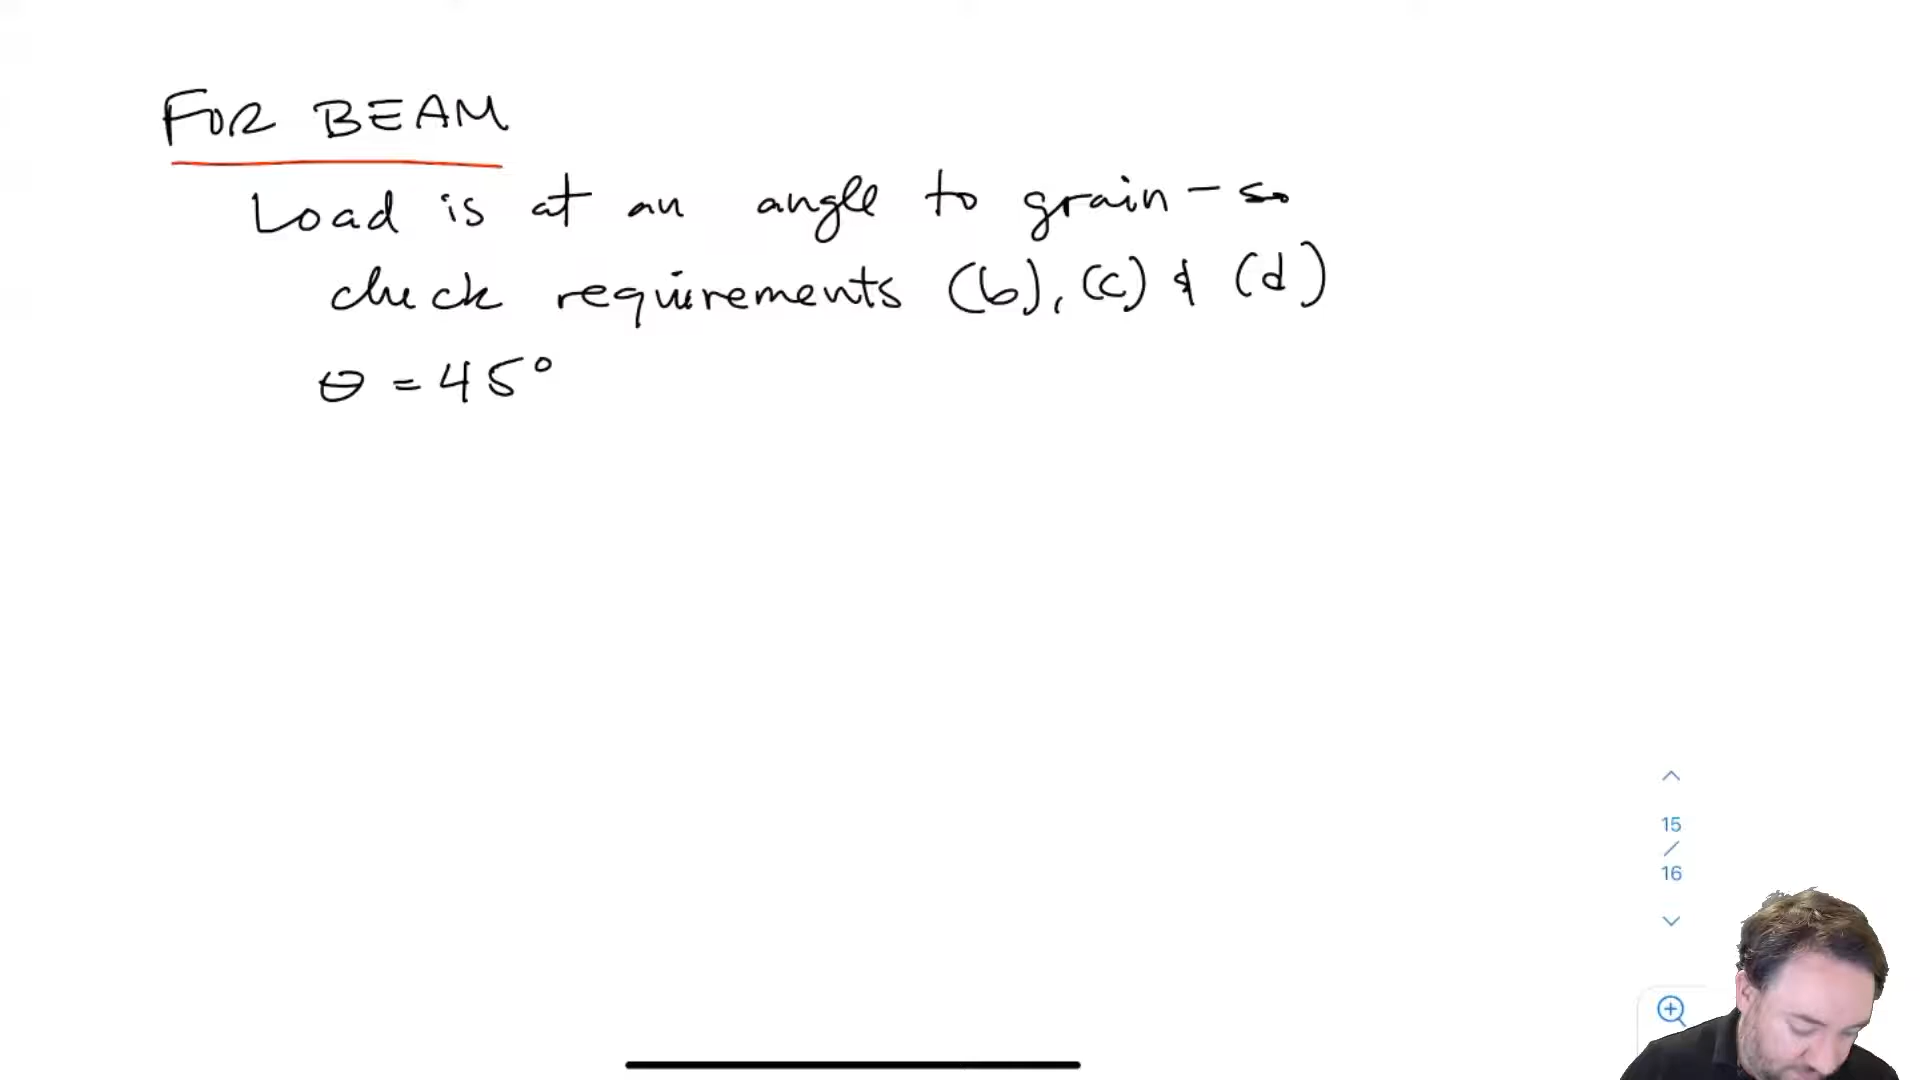 FOR BEAM
Load is at an angle to grain - so
check requirements (b), (c) & (d)
θ = 45°
15
/
16